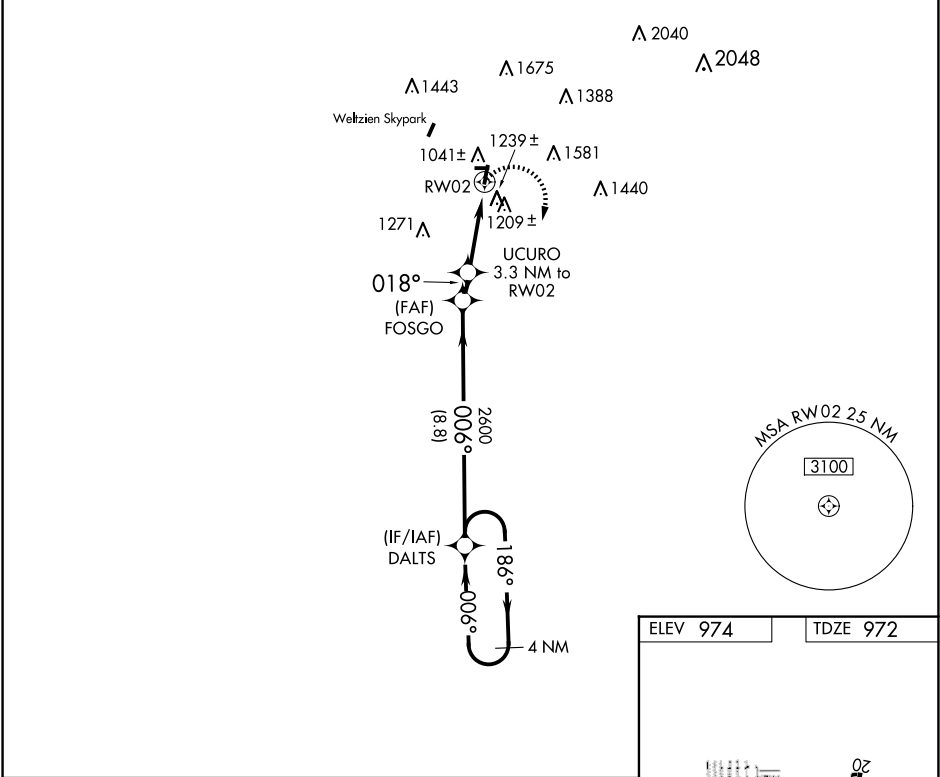 2040
2048
1675
1443
1388
Weltzien Skypark
1239 ±
1041±
1581
RW02
1440
1209 ±
1271
UCURO
3.3 NM to
RW02
018°
(FAF)
FOSGO
2600
006°
(8.8)
MSA RW02 25 NM
3100
(IF/IAF)
DALTS
186°
006°
4 NM
ELEV 974
TDZE 972
20